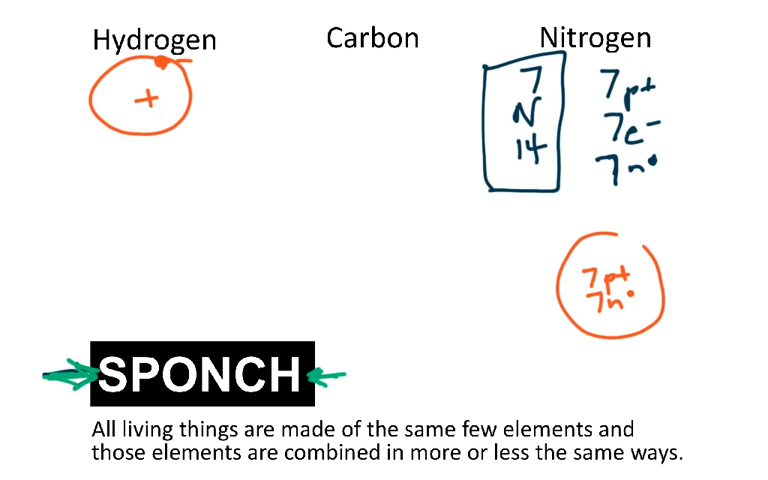 Hydrogen
Carbon
Nitrogen
+
7
N
14
7p+
7e-
7n°
7p+
7n°
SPONCH
All living things are made of the same few elements and
those elements are combined in more or less the same ways.